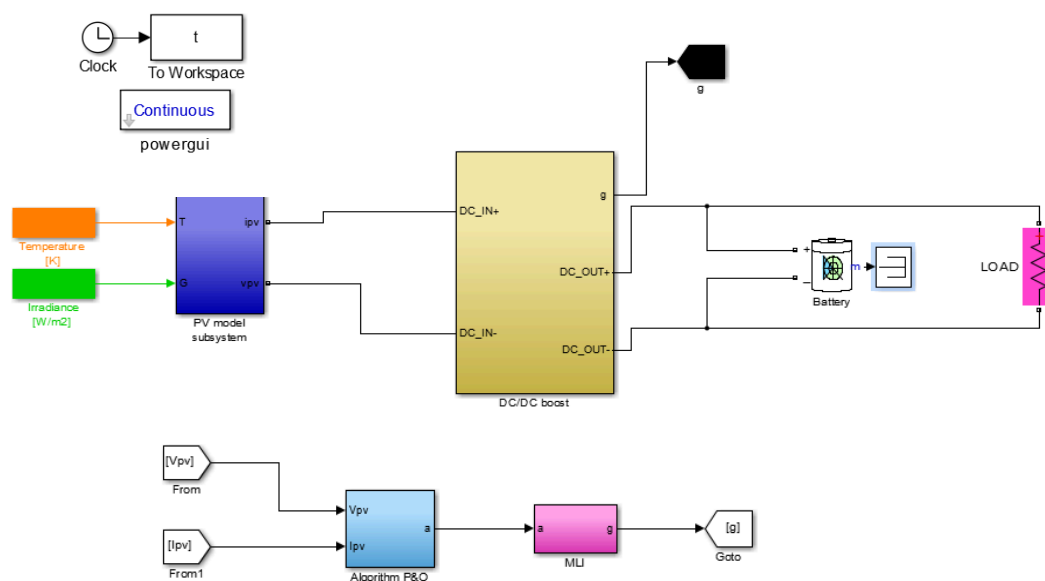 t
Clock
To Workspace
Continuous
powergui
g
g
DC_IN+
T
ipv
Temperature
[K]
DC_OUT+
+
m
LOAD
+
G
vpv
−
Battery
Irradiance
[W/m2]
PV model
subsystem
DC_IN-
DC_OUT-
DC/DC boost
[Vpv]
From
Vpv
a
a
g
[g]
[Ipv]
Ipv
Goto
From1
Algorithm P&O
MLI